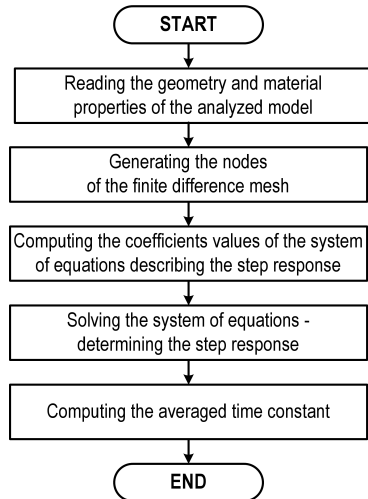 START
Reading the geometry and material
properties of the analyzed model
Generating the nodes
of the finite difference mesh
Computing the coefficients values of the system
of equations describing the step response
Solving the system of equations -
determining the step response
Computing the averaged time constant
END